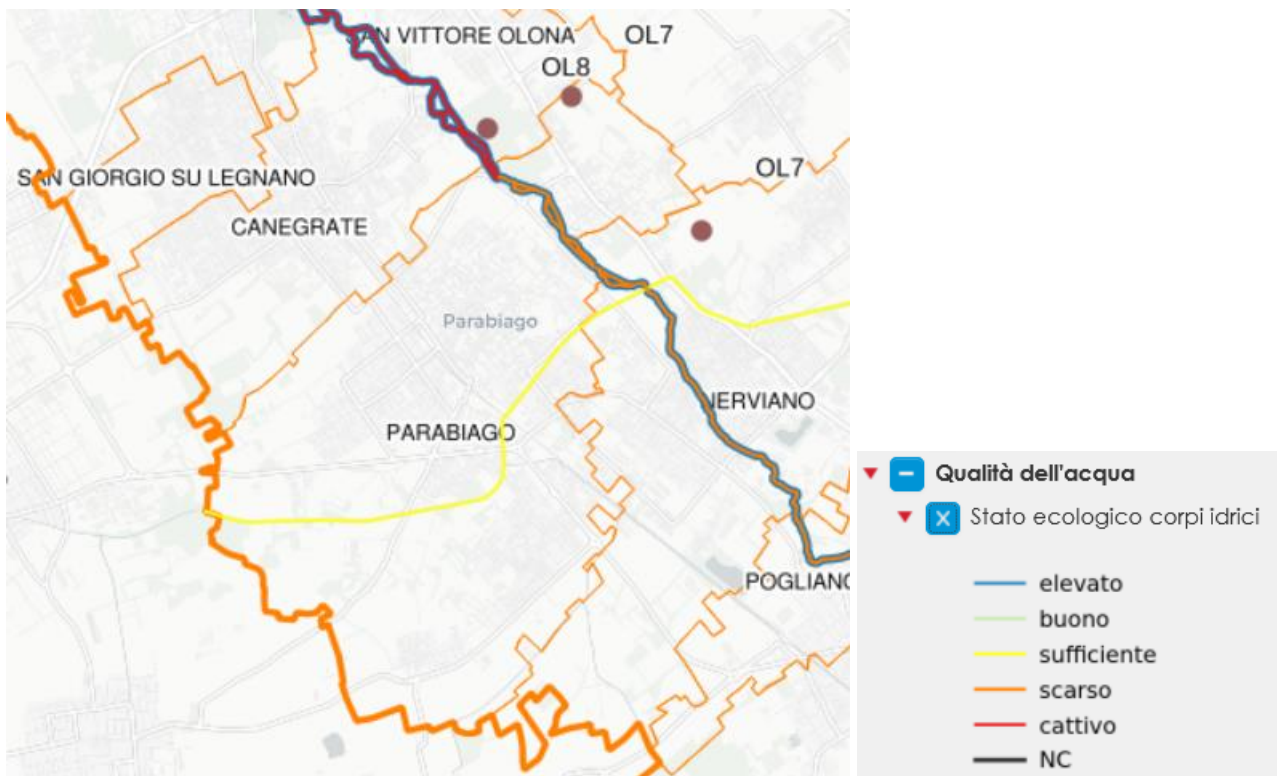 SAN VITTORE OLONA
OL7
OL8
OL7
SAN GIORGIO SU LEGNANO
CANEGRATE
Parabiago
NERVIANO
PARABIAGO
POGLIANO
Qualità dell'acqua
Stato ecologico corpi idrici
elevato
buono
sufficiente
scarso
cattivo
NC